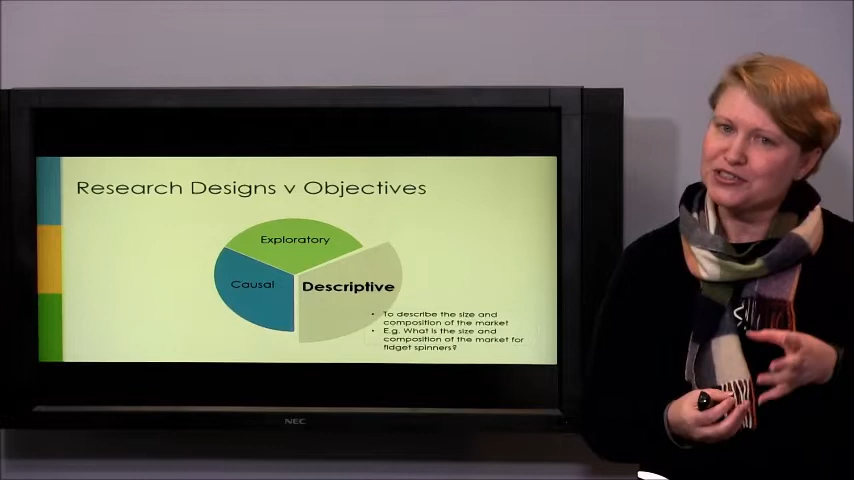 Research Designs v Objectives
Exploratory
Causal
Descriptive
• To describe the size and
composition of the market
• E.g. What is the size and
composition of the market for
fidget spinners?
NEC